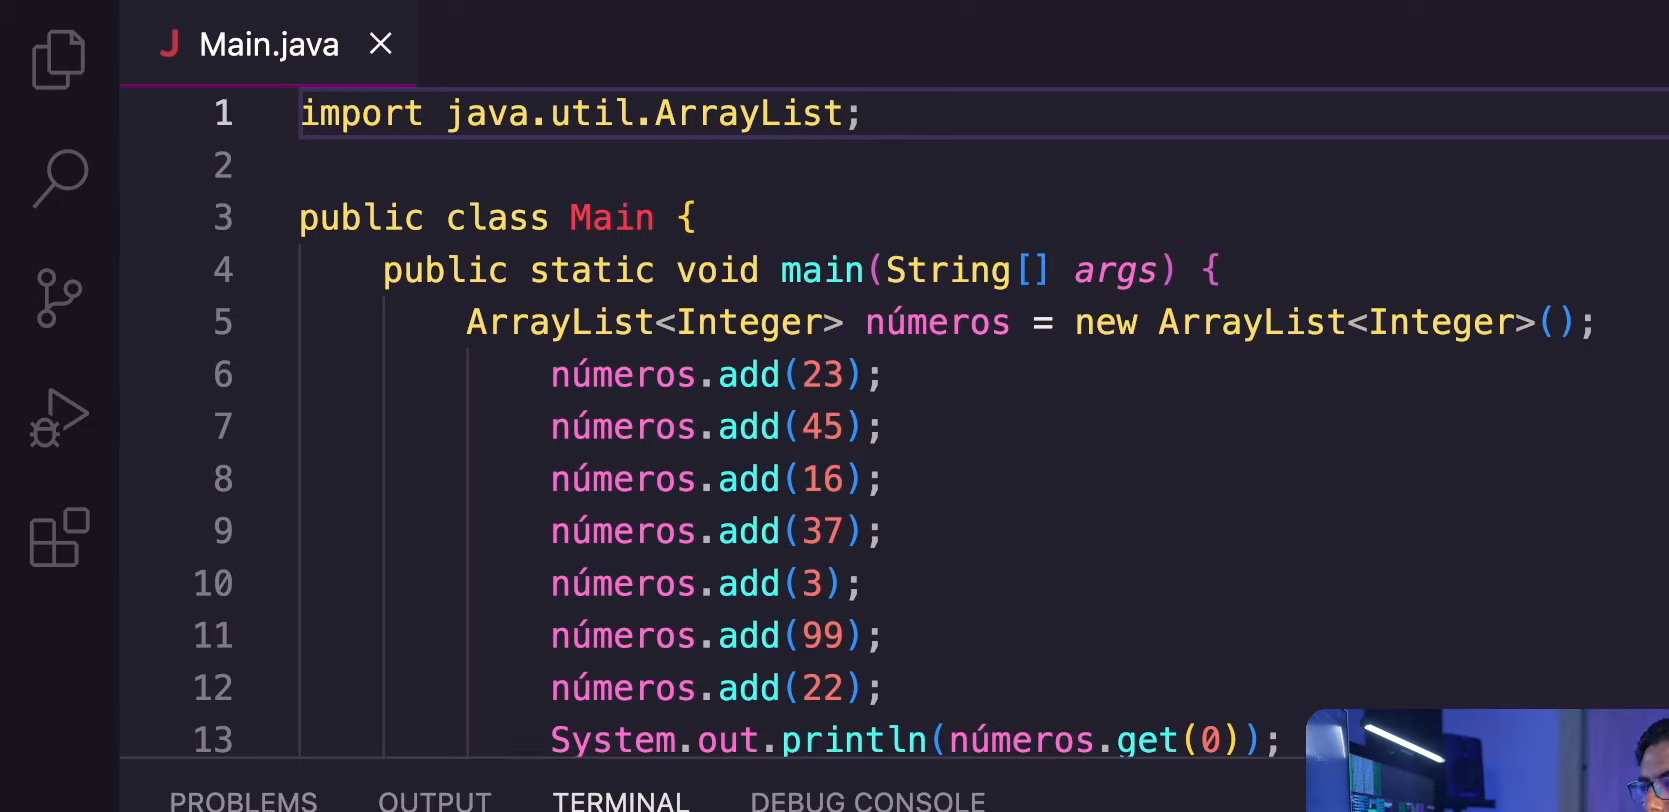 J Main.java
1 import java.util.ArrayList;
2
3 public class Main {
4 public static void main(String[] args) {
5 ArrayList<Integer> números = new ArrayList<Integer>();
6 números.add(23);
7 números.add(45);
8 números.add(16);
9 números.add(37);
10 números.add(3);
11 números.add(99);
12 números.add(22);
13 System.out.println(números.get(0));
PROBLEMS OUTPUT TERMINAL DEBUG CONSOLE